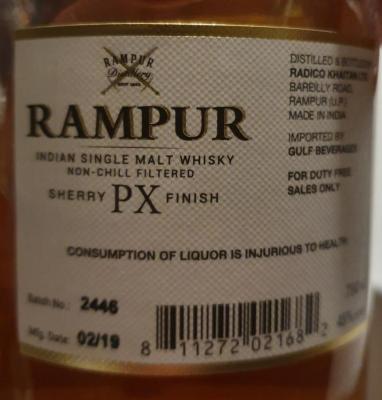 RAMPUR
Distillery
RAMPUR
INDIAN SINGLE MALT WHISKY
NON-CHILL FILTERED
SHERRY PX FINISH
DISTILLED & BOTTLED
RADICO KHAITAN
BAREILLY ROAD,
RAMPUR (U.P.)
MADE IN INDIA
IMPORTED BY
GULF BEVERAGES
FOR DUTY FREE
SALES ONLY
CONSUMPTION OF LIQUOR IS INJURIOUS TO HEALTH
Batch No.: 2446
Mfg. Date: 02/19
8 11272 02168 2